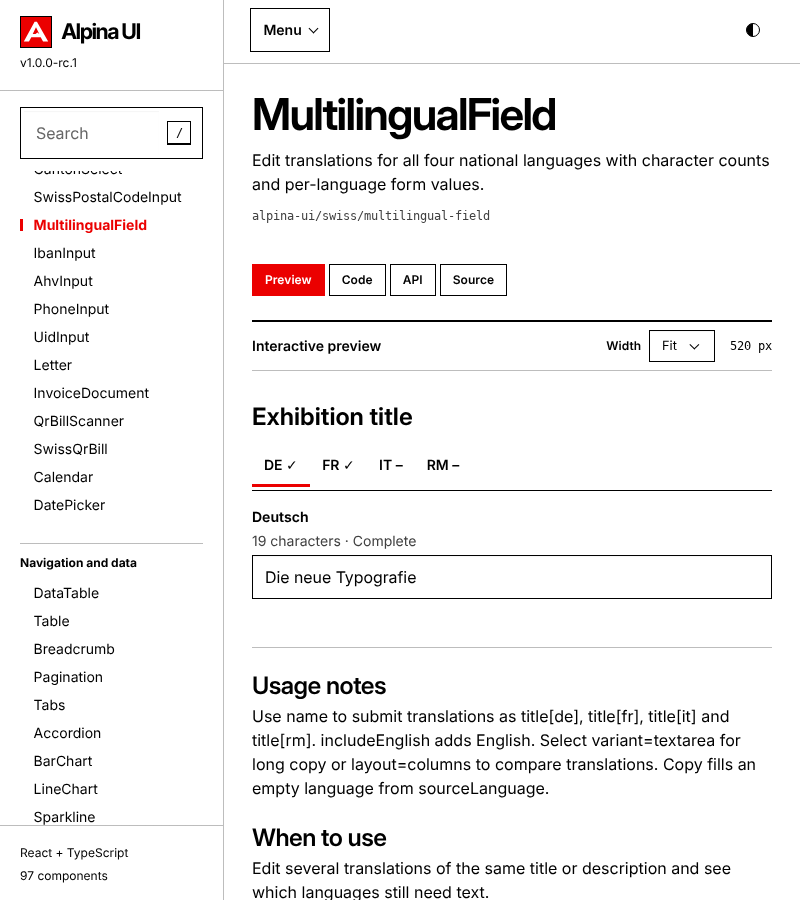 Alpina UI
v1.0.0-rc.1
Search /
SwissPostalCodeInput
MultilingualField
IbanInput
AhvInput
PhoneInput
UidInput
Letter
InvoiceDocument
QrBillScanner
SwissQrBill
Calendar
DatePicker
Navigation and data
DataTable
Table
Breadcrumb
Pagination
Tabs
Accordion
BarChart
LineChart
Sparkline
React + TypeScript
97 components
Menu
MultilingualField
Edit translations for all four national languages with character counts
and per-language form values.
alpina-ui/swiss/multilingual-field
Preview Code API Source
Interactive preview Width Fit 520 px
Exhibition title
DE ✓ FR ✓ IT – RM –
Deutsch
19 characters · Complete
Die neue Typografie
Usage notes
Use name to submit translations as title[de], title[fr], title[it] and
title[rm]. includeEnglish adds English. Select variant=textarea for
long copy or layout=columns to compare translations. Copy fills an
empty language from sourceLanguage.
When to use
Edit several translations of the same title or description and see
which languages still need text.